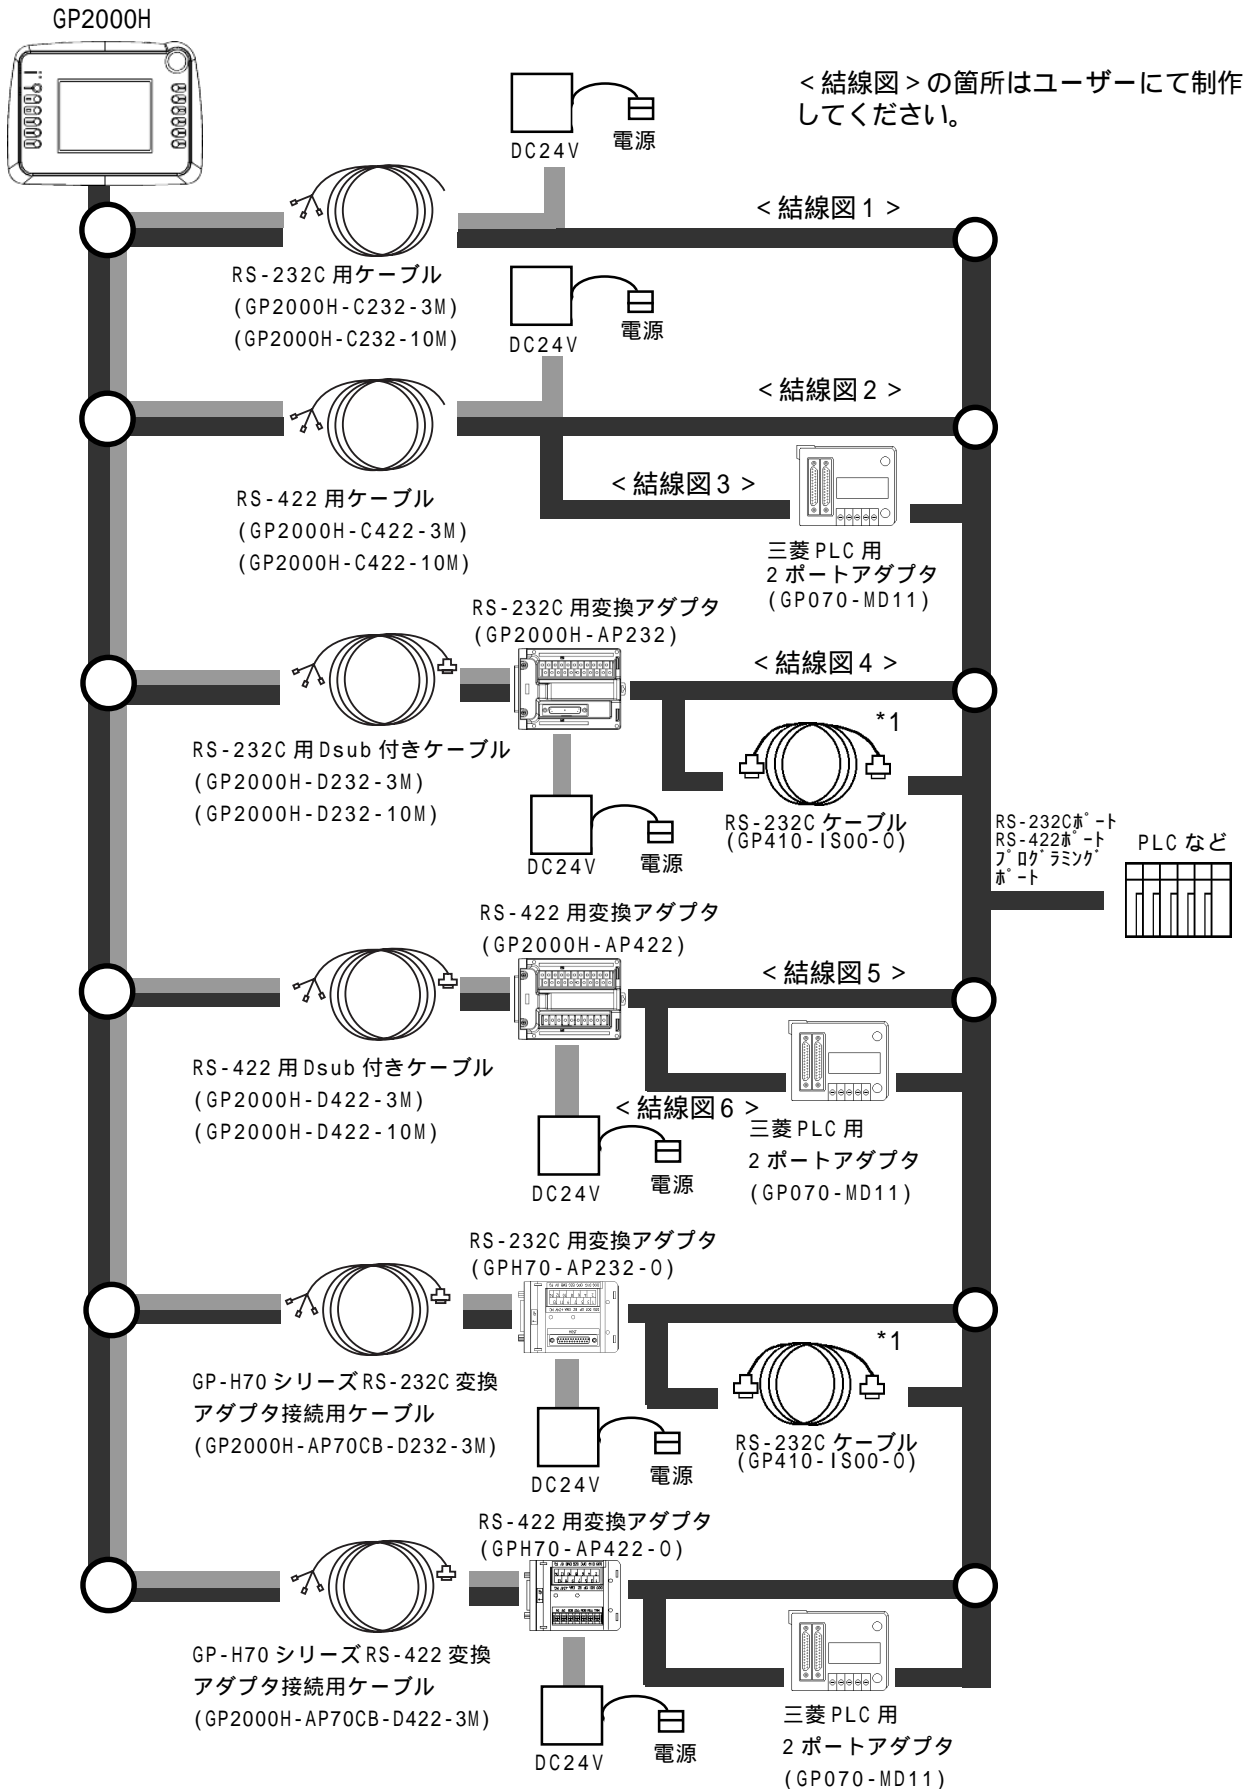 GP2000H
<結線図>の箇所はユーザーにて制作
してください。
電源
DC24V
<結線図1>
RS-232C用ケーブル
(GP2000H-C232-3M)
(GP2000H-C232-10M)
電源
DC24V
<結線図2>
<結線図3>
RS-422用ケーブル
(GP2000H-C422-3M)
(GP2000H-C422-10M)
三菱PLC用
2ポートアダプタ
(GP070-MD11)
RS-232C用変換アダプタ
(GP2000H-AP232)
<結線図4>
*1
RS-232C用Dsub付きケーブル
(GP2000H-D232-3M)
(GP2000H-D232-10M)
電源
DC24V
RS-232Cケーブル
(GP410-IS00-O)
RS-232Cポート
RS-422ポート
プログラミング
ポート
PLCなど
RS-422用変換アダプタ
(GP2000H-AP422)
<結線図5>
RS-422用Dsub付きケーブル
(GP2000H-D422-3M)
(GP2000H-D422-10M)
<結線図6>
電源
DC24V
三菱PLC用
2ポートアダプタ
(GP070-MD11)
RS-232C用変換アダプタ
(GPH70-AP232-O)
*1
GP-H70シリーズRS-232C変換
アダプタ接続用ケーブル
(GP2000H-AP70CB-D232-3M)
電源
DC24V
RS-232Cケーブル
(GP410-IS00-O)
RS-422用変換アダプタ
(GPH70-AP422-O)
GP-H70シリーズRS-422変換
アダプタ接続用ケーブル
(GP2000H-AP70CB-D422-3M)
電源
DC24V
三菱PLC用
2ポートアダプタ
(GP070-MD11)